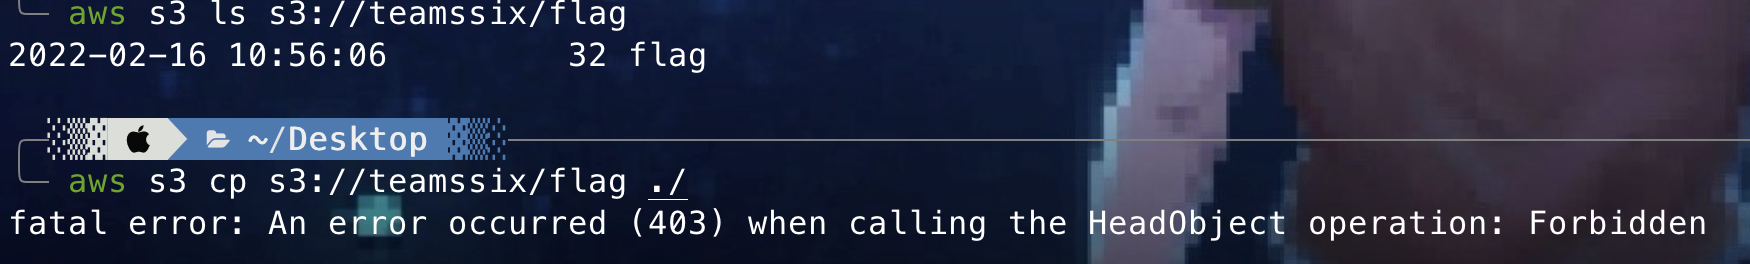 aws s3 ls s3://teamssix/flag
2022-02-16 10:56:06         32 flag
~/Desktop
aws s3 cp s3://teamssix/flag ./
fatal error: An error occurred (403) when calling the HeadObject operation: Forbidden